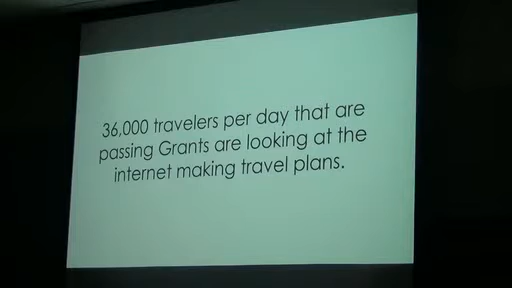 36,000 travelers per day that are
passing Grants are looking at the
internet making travel plans.